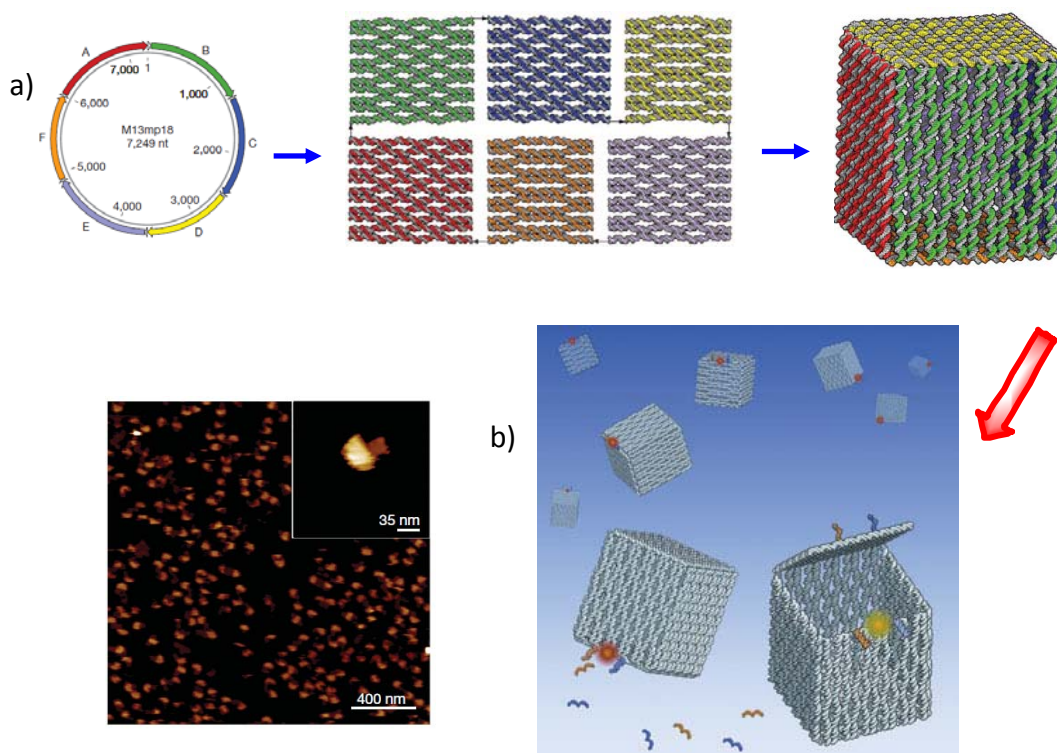 a)
A
B
7,000
1
1,000
6,000
F
M13mp18
7,249 nt
C
2,000
5,000
3,000
4,000
E
D
b)
35 nm
400 nm